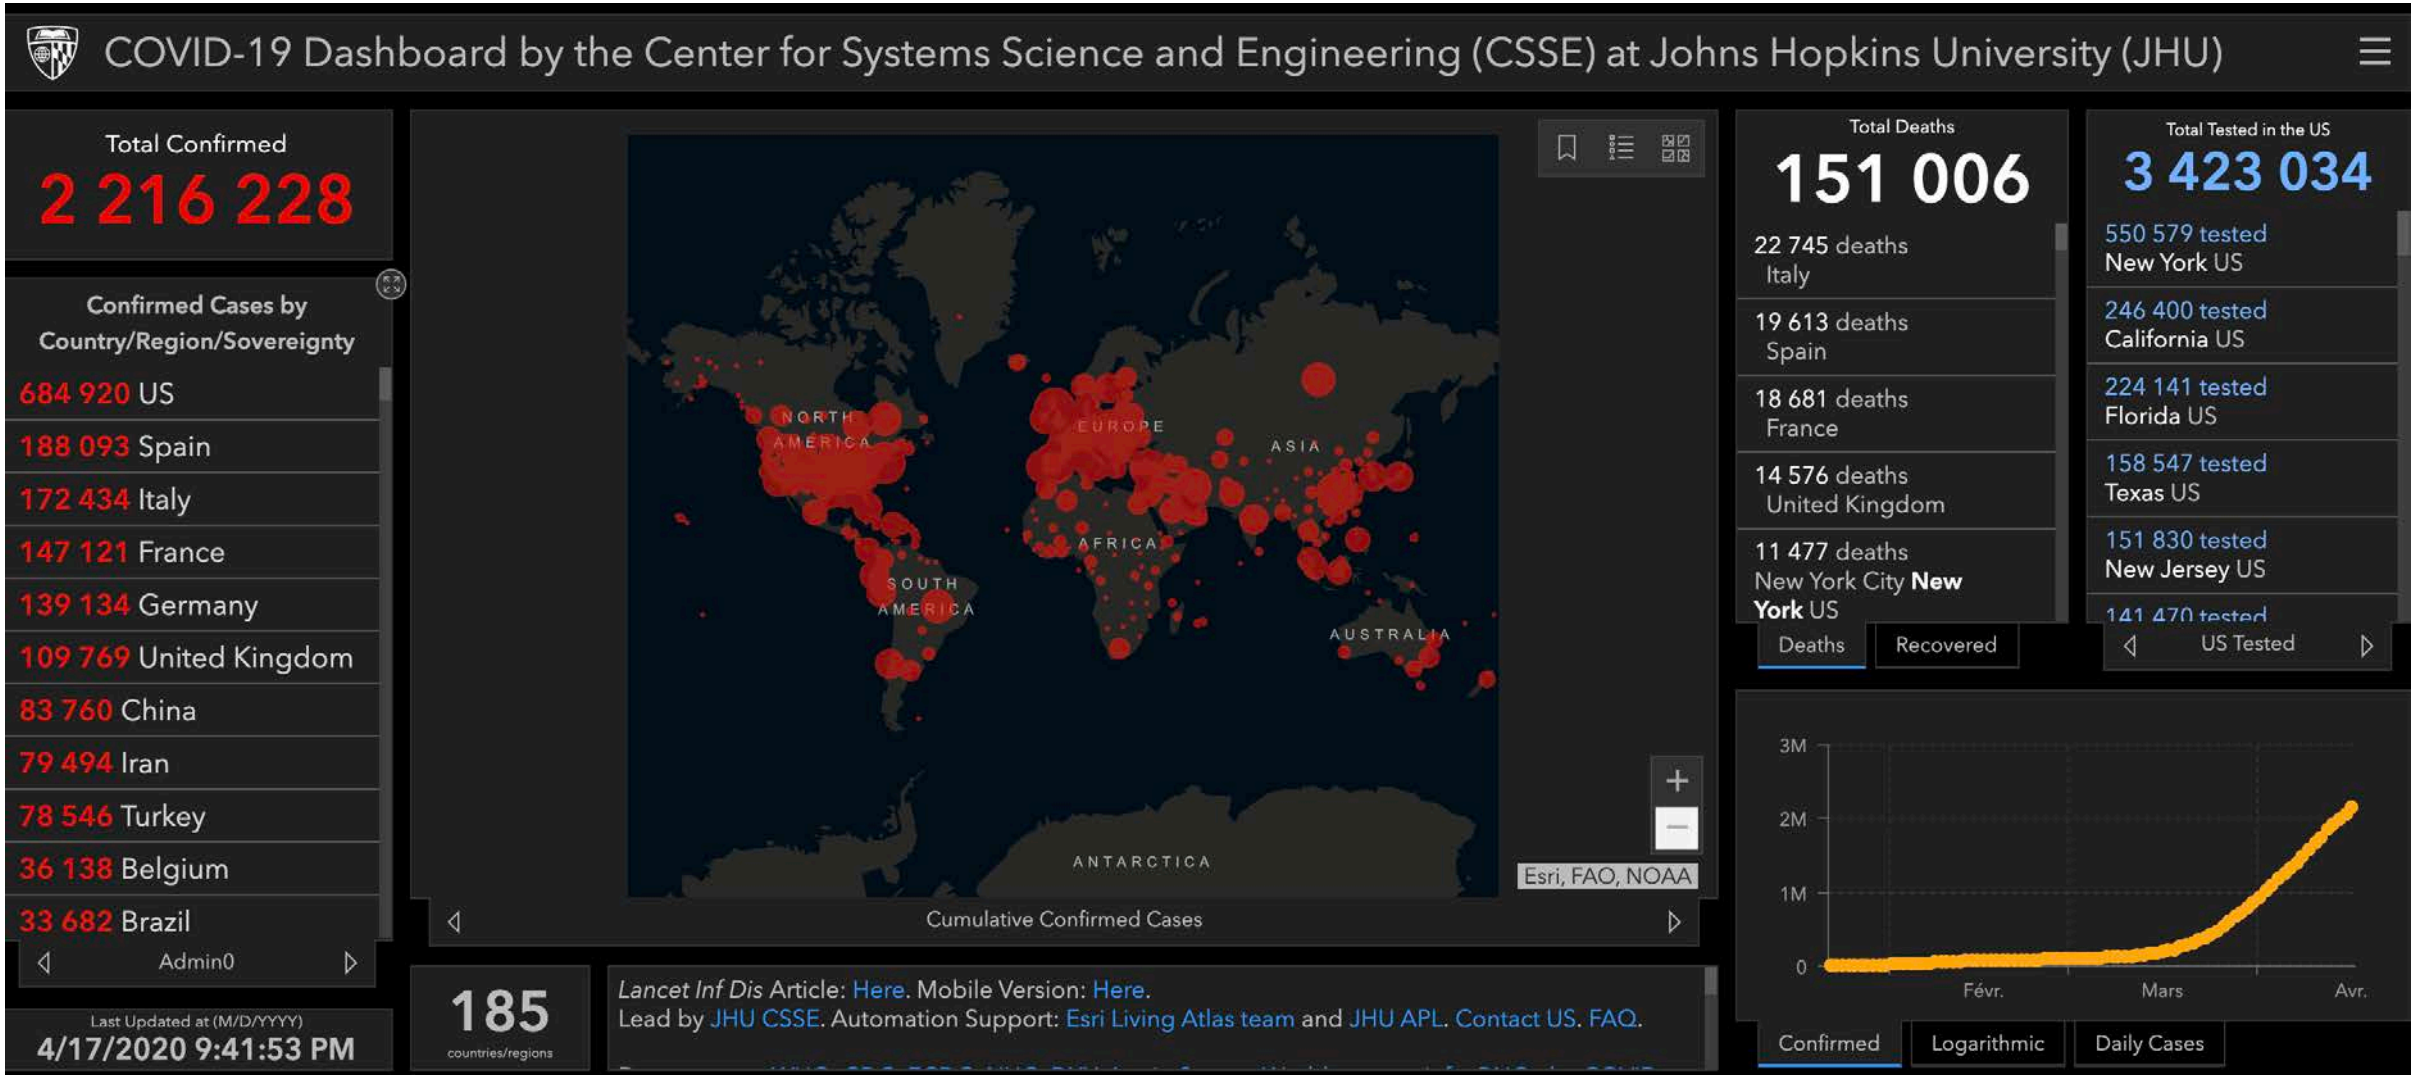 COVID-19 Dashboard by the Center for Systems Science and Engineering (CSSE) at Johns Hopkins University (JHU)
Total Confirmed
2 216 228
Confirmed Cases by
Country/Region/Sovereignty
684 920 US
188 093 Spain
172 434 Italy
147 121 France
139 134 Germany
109 769 United Kingdom
83 760 China
79 494 Iran
78 546 Turkey
36 138 Belgium
33 682 Brazil
Admin0
Last Updated at (M/D/YYYY)
4/17/2020 9:41:53 PM
NORTH
AMERICA
EUROPE
ASIA
AFRICA
SOUTH
AMERICA
AUSTRALIA
ANTARCTICA
Esri, FAO, NOAA
Cumulative Confirmed Cases
185
countries/regions
Lancet Inf Dis Article: Here. Mobile Version: Here.
Lead by JHU CSSE. Automation Support: Esri Living Atlas team and JHU APL. Contact US. FAQ.
Total Deaths
151 006
22 745 deaths
Italy
19 613 deaths
Spain
18 681 deaths
France
14 576 deaths
United Kingdom
11 477 deaths
New York City New
York US
Deaths
Recovered
Total Tested in the US
3 423 034
550 579 tested
New York US
246 400 tested
California US
224 141 tested
Florida US
158 547 tested
Texas US
151 830 tested
New Jersey US
141 470 tested
US Tested
3M
2M
1M
0
Févr.
Mars
Avr.
Confirmed
Logarithmic
Daily Cases